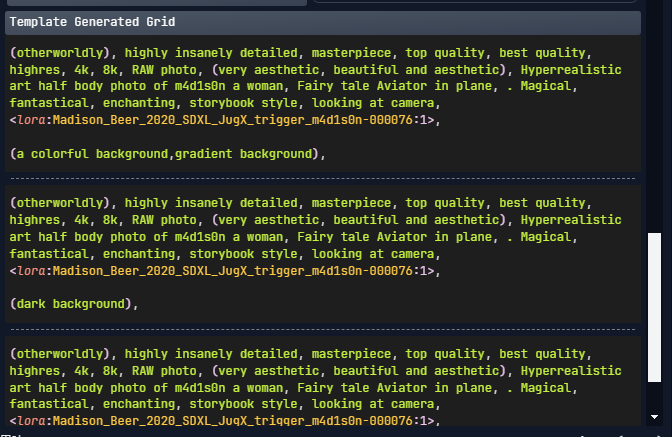 Template Generated Grid
(otherworldly), highly insanely detailed, masterpiece, top quality, best quality,
highres, 4k, 8k, RAW photo, (very aesthetic, beautiful and aesthetic), Hyperrealistic
art half body photo of m4d1s0n a woman, Fairy tale Aviator in plane, . Magical,
fantastical, enchanting, storybook style, looking at camera,
<lora:Madison_Beer_2020_SDXL_JugX_trigger_m4d1s0n-000076:1>,
(a colorful background,gradient background),
(otherworldly), highly insanely detailed, masterpiece, top quality, best quality,
highres, 4k, 8k, RAW photo, (very aesthetic, beautiful and aesthetic), Hyperrealistic
art half body photo of m4d1s0n a woman, Fairy tale Aviator in plane, . Magical,
fantastical, enchanting, storybook style, looking at camera,
<lora:Madison_Beer_2020_SDXL_JugX_trigger_m4d1s0n-000076:1>,
(dark background),
(otherworldly), highly insanely detailed, masterpiece, top quality, best quality,
highres, 4k, 8k, RAW photo, (very aesthetic, beautiful and aesthetic), Hyperrealistic
art half body photo of m4d1s0n a woman, Fairy tale Aviator in plane, . Magical,
fantastical, enchanting, storybook style, looking at camera,
<lora:Madison_Beer_2020_SDXL_JugX_trigger_m4d1s0n-000076:1>,